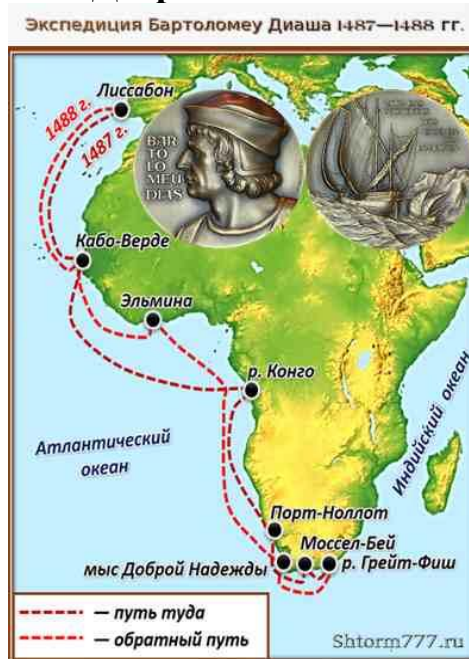 Экспедиция Бартоломеу Диаша 1487—1488 гг.
Лиссабон
1488 г.
1487 г.
BAR
TO
LO
MEU
DIAS
Кабо-Верде
Эльмина
р. Конго
Атлантический
океан
Индийский океан
Порт-Ноллот
Моссел-Бей
мыс Доброй Надежды
р. Грейт-Фиш
— путь туда
— обратный путь
Shtorm777.ru